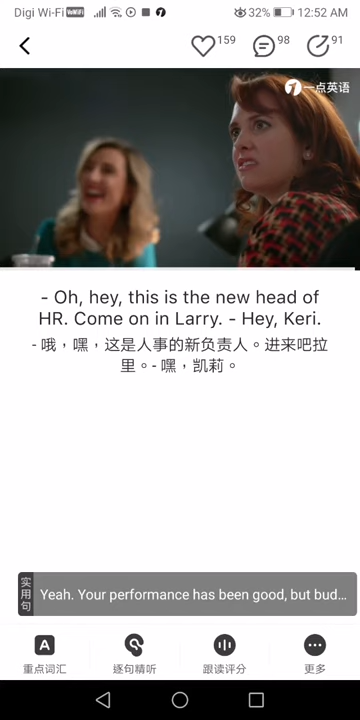 Digi Wi-Fi VoWiFi 32% 12:52 AM
159 98 91
一点英语
- Oh, hey, this is the new head of
HR. Come on in Larry. - Hey, Keri.
- 哦，嘿，这是人事的新负责人。进来吧拉
里。- 嘿，凯莉。
实用句
Yeah. Your performance has been good, but bud...
A
重点词汇 逐句精听 跟读评分 更多